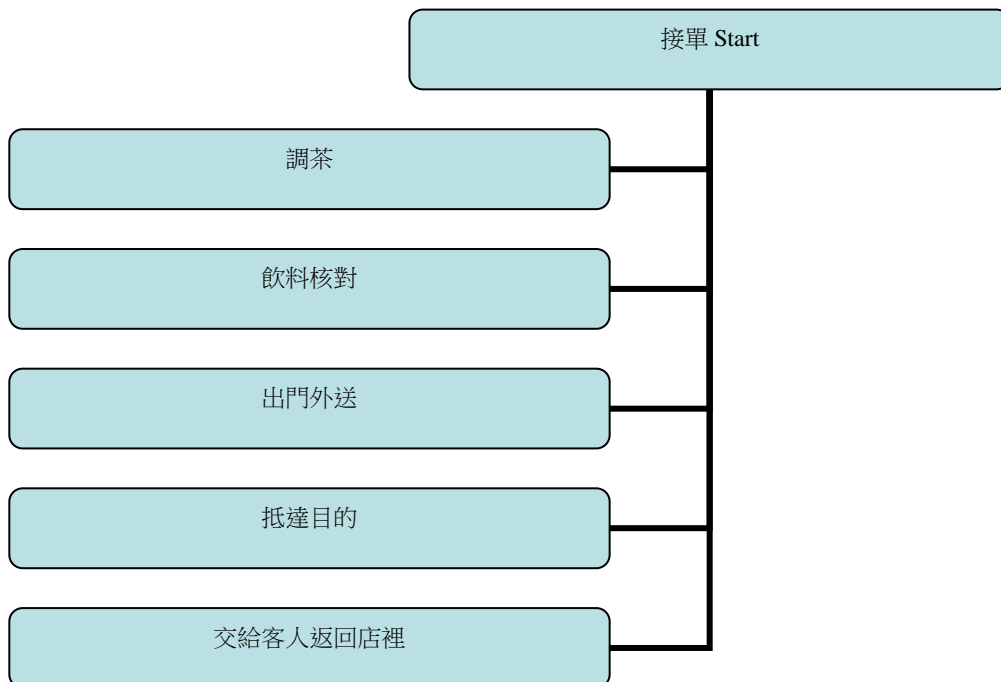 接單 Start
調茶
飲料核對
出門外送
抵達目的
交給客人返回店裡